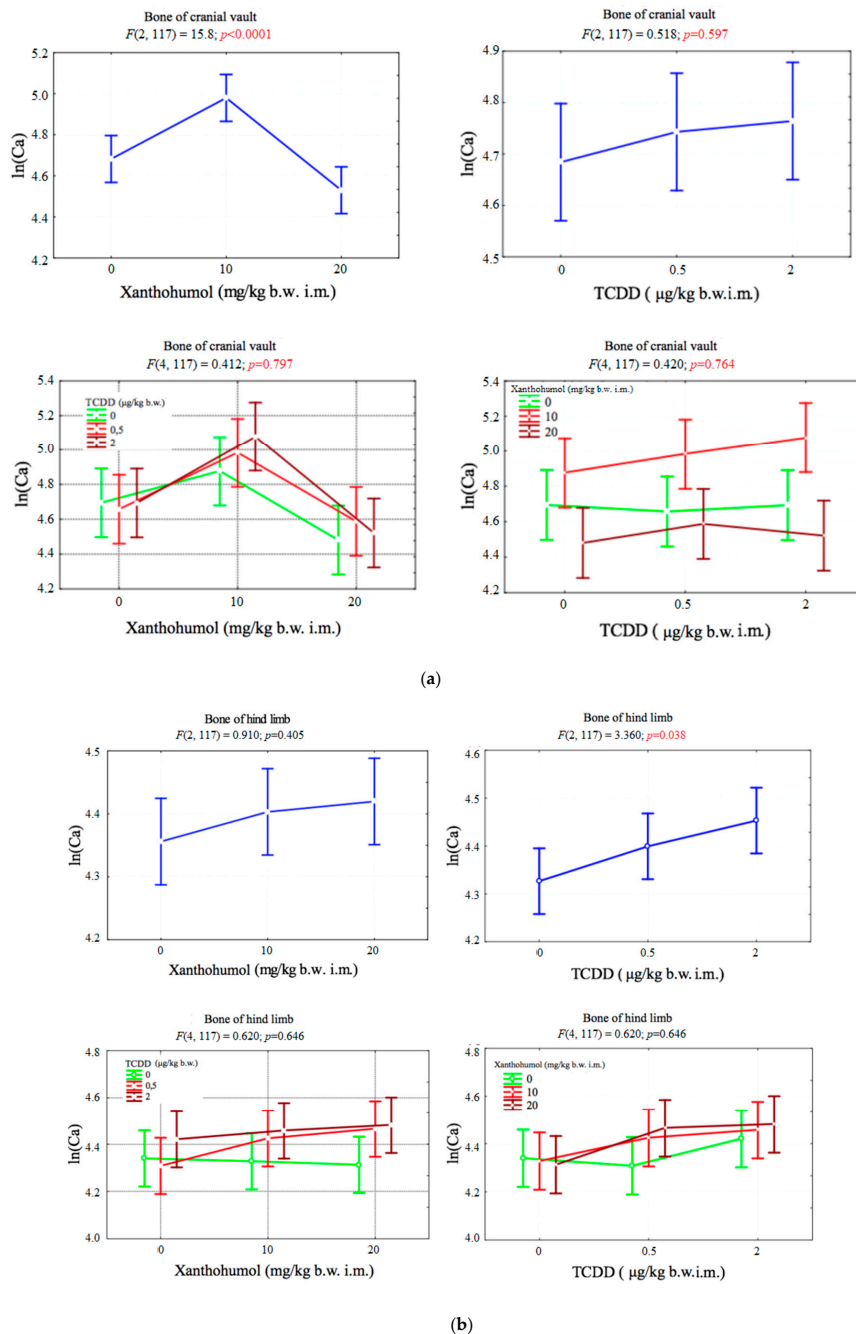 Bone of cranial vault
F(2, 117) = 15.8; p<0.0001
5.2
5.0
4.8
4.6
4.4
4.2
ln(Ca)
0
10
20
Xanthohumol (mg/kg b.w. i.m.)
Bone of cranial vault
F(2, 117) = 0.518; p=0.597
4.9
4.8
4.7
4.6
4.5
ln(Ca)
0
0.5
2
TCDD ( µg/kg b.w.i.m.)
Bone of cranial vault
F(4, 117) = 0.412; p=0.797
5.4
5.2
5.0
4.8
4.6
4.4
4.2
ln(Ca)
TCDD (µg/kg b.w.)
0
0,5
2
0
10
20
Xanthohumol (mg/kg b.w. i.m.)
Bone of cranial vault
F(4, 117) = 0.420; p=0.764
5.4
5.2
5.0
4.8
4.6
4.4
4.2
ln(Ca)
Xanthohumol (mg/kg b.w. i.m.)
0
10
20
0
0.5
2
TCDD ( µg/kg b.w. i.m.)
(a)
Bone of hind limb
F(2, 117) = 0.910; p=0.405
4.5
4.4
4.3
4.2
ln(Ca)
0
10
20
Xanthohumol (mg/kg b.w. i.m.)
Bone of hind limb
F(2, 117) = 3.360; p=0.038
4.6
4.5
4.4
4.3
4.2
ln(Ca)
0
0.5
2
TCDD ( µg/kg b.w. i.m.)
Bone of hind limb
F(4, 117) = 0.620; p=0.646
4.8
4.6
4.4
4.2
4.0
ln(Ca)
TCDD (µg/kg b.w.)
0
0,5
2
0
10
20
Xanthohumol (mg/kg b.w. i.m.)
Bone of hind limb
F(4, 117) = 0.620; p=0.646
4.8
4.6
4.4
4.2
4.0
ln(Ca)
Xanthohumol (mg/kg b.w. i.m.)
0
10
20
0
0.5
2
TCDD ( µg/kg b.w. i.m.)
(b)